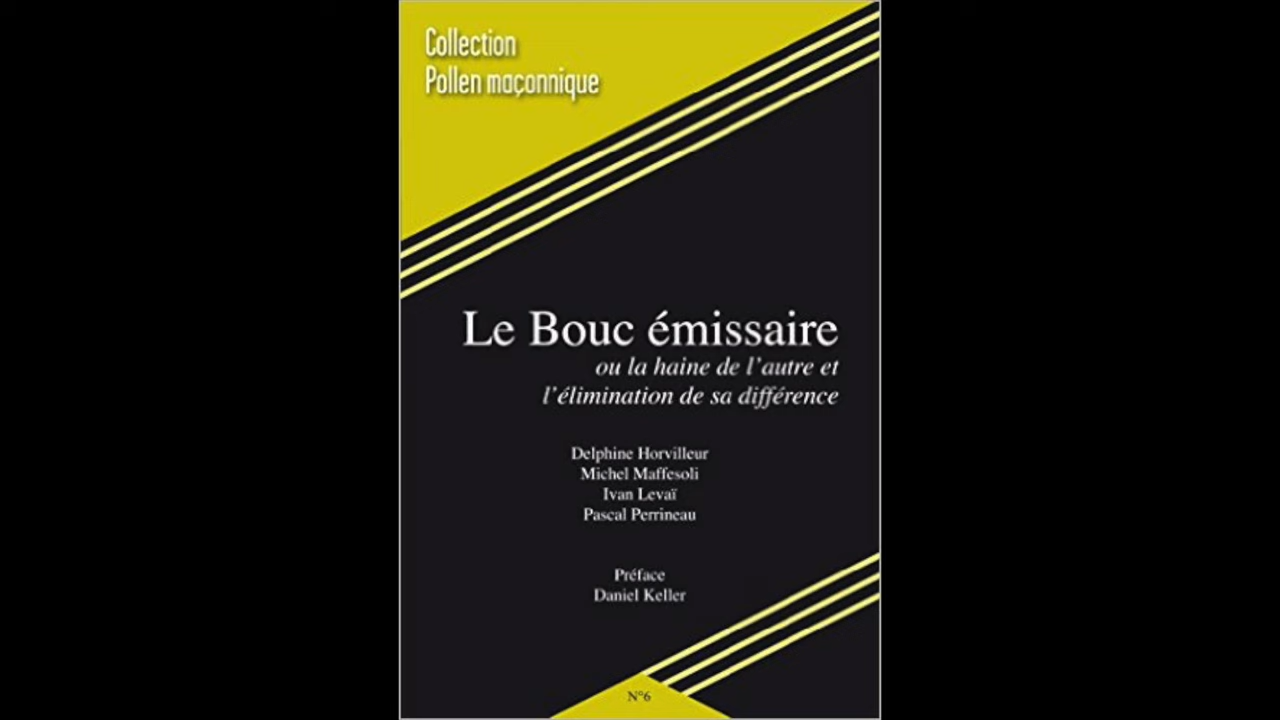 Collection
Pollen maçonnique
Le Bouc émissaire
ou la haine de l'autre et
l'élimination de sa différence
Delphine Horvilleur
Michel Maffesoli
Ivan Levaï
Pascal Perrineau
Préface
Daniel Keller
N°6